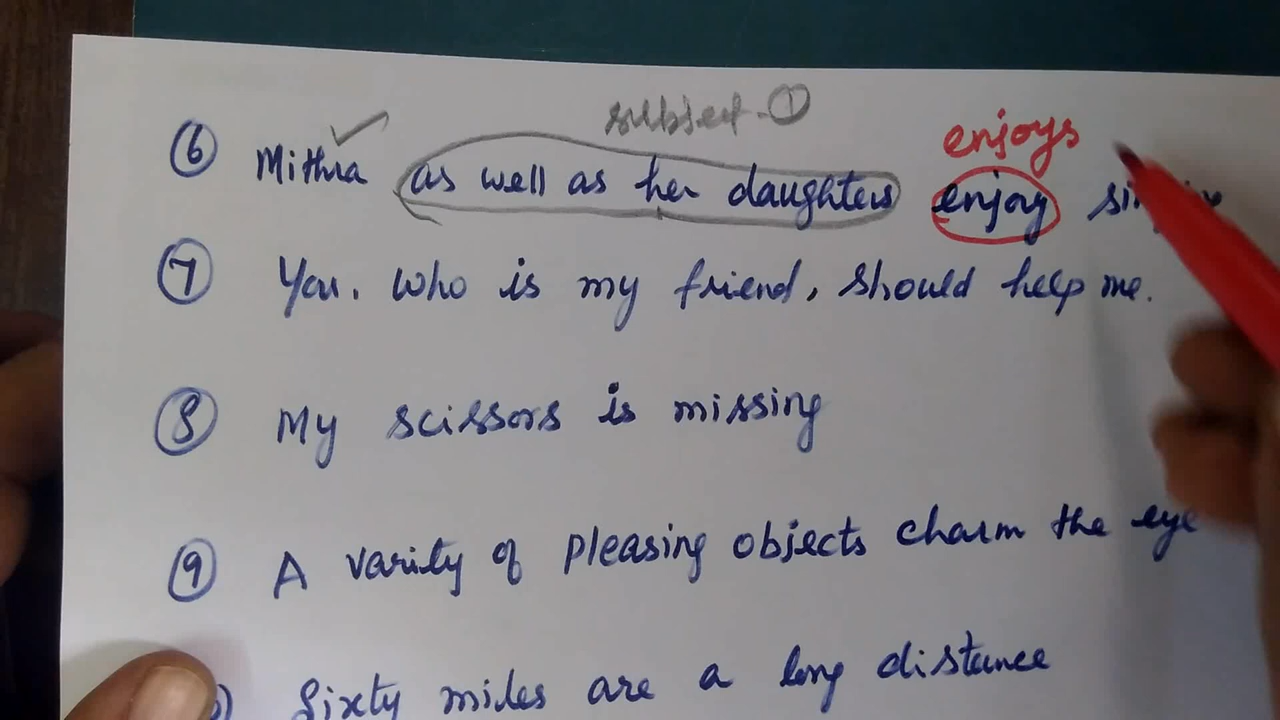 subject - ①
enjoys
⑥ Mithra as well as her daughters enjoy
⑦ You, who is my friend, should help me.
⑧ My scissors is missing
⑨ A varity of pleasing objects charm the eye
Sixty miles are a long distance